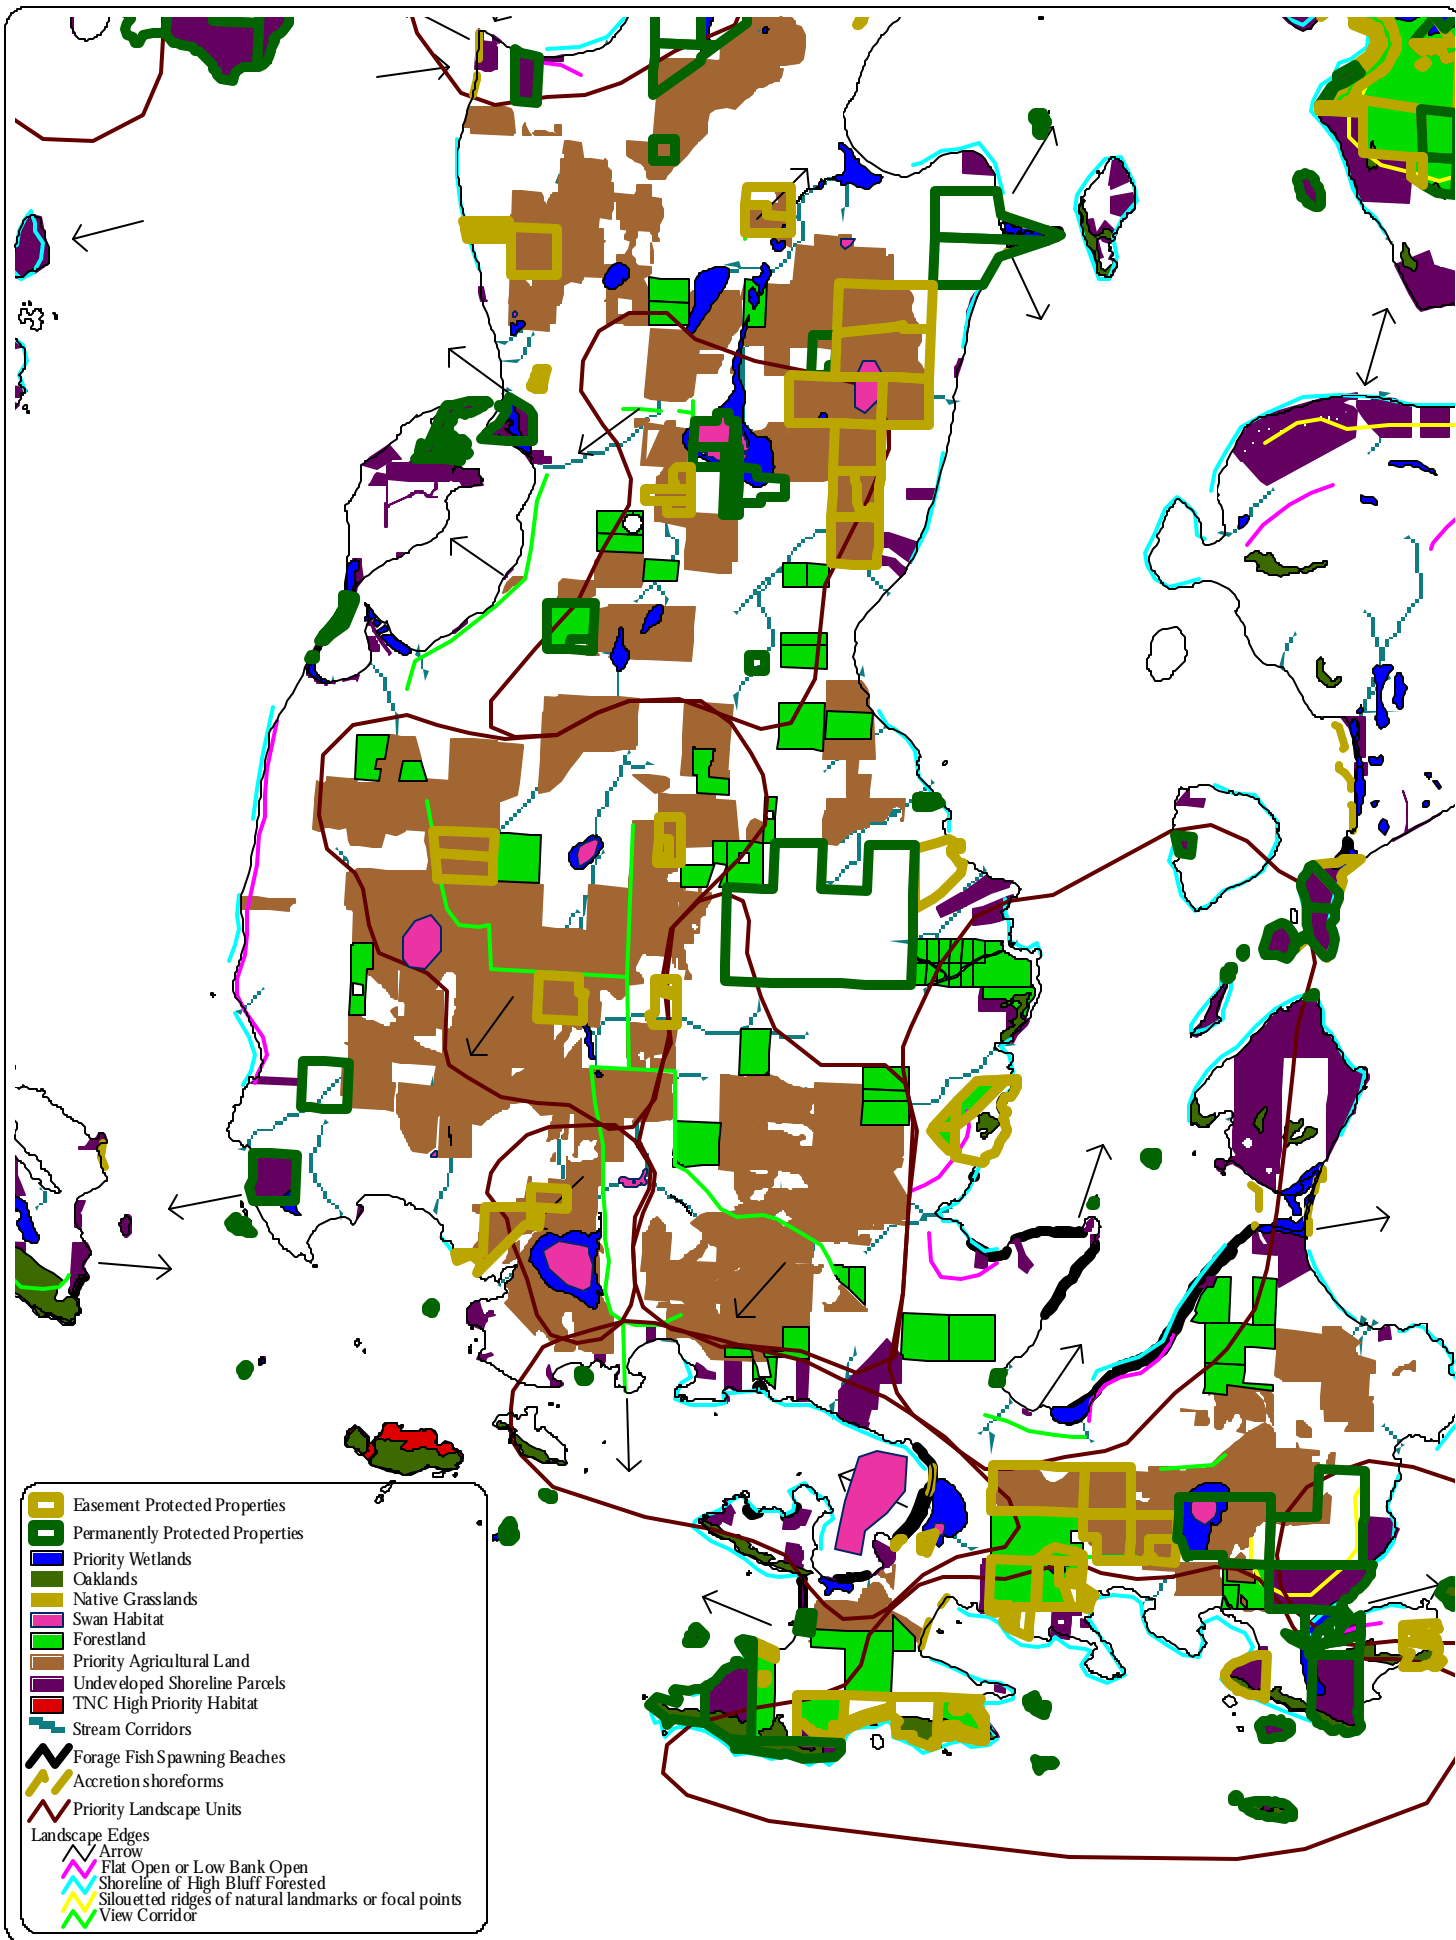 Easement Protected Properties
Permanently Protected Properties
Priority Wetlands
Oaklands
Native Grasslands
Swan Habitat
Forestland
Priority Agricultural Land
Undeveloped Shoreline Parcels
TNC High Priority Habitat
Stream Corridors
Forage Fish Spawning Beaches
Accretion shoreforms
Priority Landscape Units
Landscape Edges
Arrow
Flat Open or Low Bank Open
Shoreline of High Bluff Forested
Silouetted ridges of natural landmarks or focal points
View Corridor